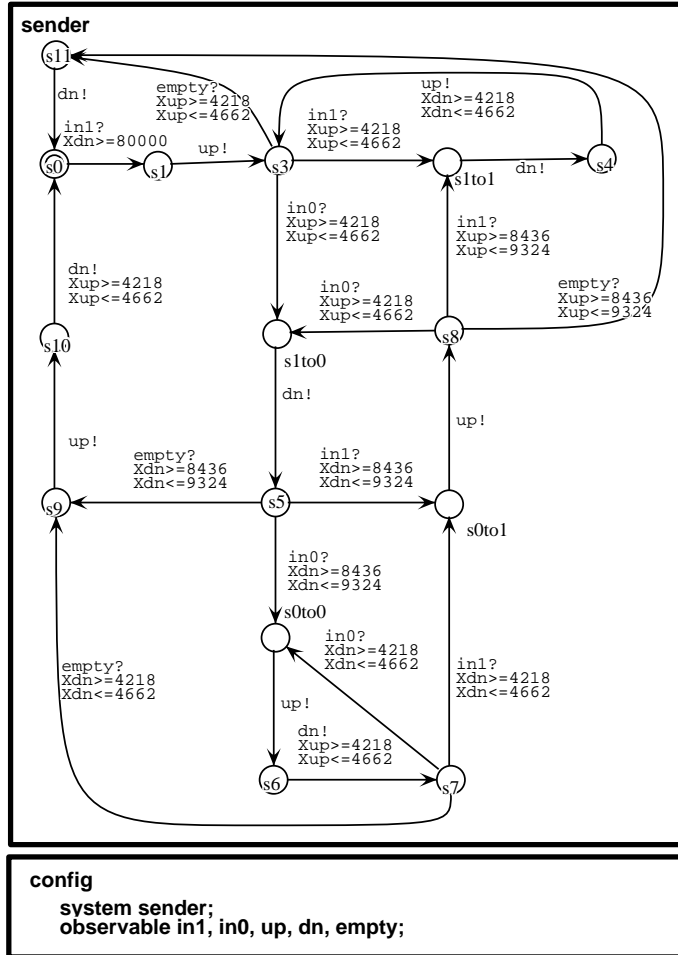 sender
s11
dn!
empty?
Xup>=4218
Xup<=4662
up!
Xdn>=4218
Xdn<=4662
in1?
Xdn>=80000
up!
in1?
Xup>=4218
Xup<=4662
s0
s1
s3
s1to1
dn!
s4
in0?
Xup>=4218
Xup<=4662
in1?
Xup>=8436
Xup<=9324
dn!
Xup>=4218
Xup<=4662
in0?
Xup>=4218
Xup<=4662
empty?
Xup>=8436
Xup<=9324
s10
s1to0
s8
dn!
up!
empty?
Xdn>=8436
Xdn<=9324
in1?
Xdn>=8436
Xdn<=9324
up!
s9
s5
s0to1
in0?
Xdn>=8436
Xdn<=9324
s0to0
empty?
Xdn>=4218
Xdn<=4662
in0?
Xdn>=4218
Xdn<=4662
in1?
Xdn>=4218
Xdn<=4662
up!
dn!
Xup>=4218
Xup<=4662
s6
s7
config
system sender;
observable in1, in0, up, dn, empty;